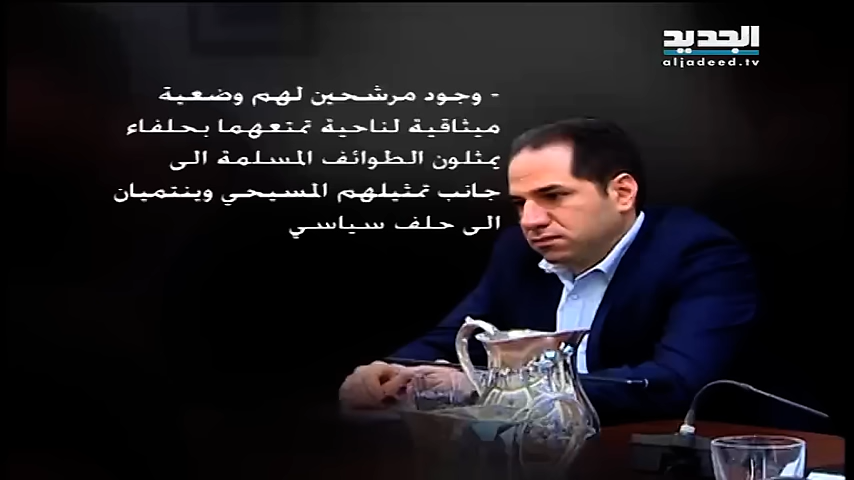 الجديد
aljadeed.tv
- وجود مرشحين لهم وضعية
ميثاقية لناحية تمتعهما بحلفاء
يمثلون الطوائف المسلمة الى
جانب تمثيلهم المسيحي وينتميان
الى حلف سياسي